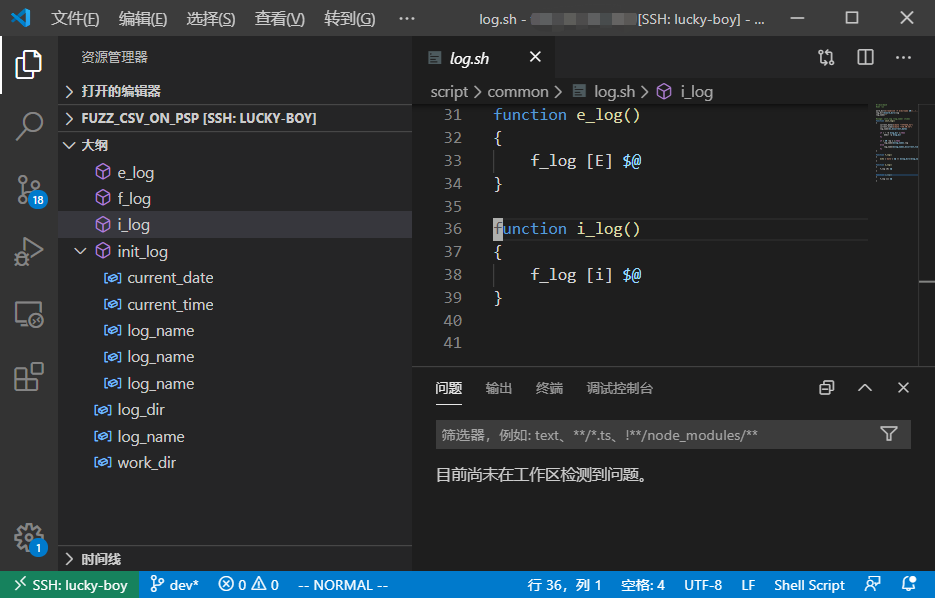 文件(F) 编辑(E) 选择(S) 查看(V) 转到(G) ··· log.sh - [SSH: lucky-boy] - ...
资源管理器
打开的编辑器
FUZZ_CSV_ON_PSP [SSH: LUCKY-BOY]
大纲
e_log
f_log
i_log
init_log
current_date
current_time
log_name
log_name
log_name
log_dir
log_name
work_dir
时间线
log.sh
script > common > log.sh > i_log
31 function e_log()
32 {
33 f_log [E] $@
34 }
35
36 function i_log()
37 {
38 f_log [i] $@
39 }
40
41
问题 输出 终端 调试控制台
筛选器，例如: text、**/*.ts、!**/node_modules/**
目前尚未在工作区检测到问题。
18
1
SSH: lucky-boy dev* 0 0 -- NORMAL -- 行 36，列 1 空格: 4 UTF-8 LF Shell Script